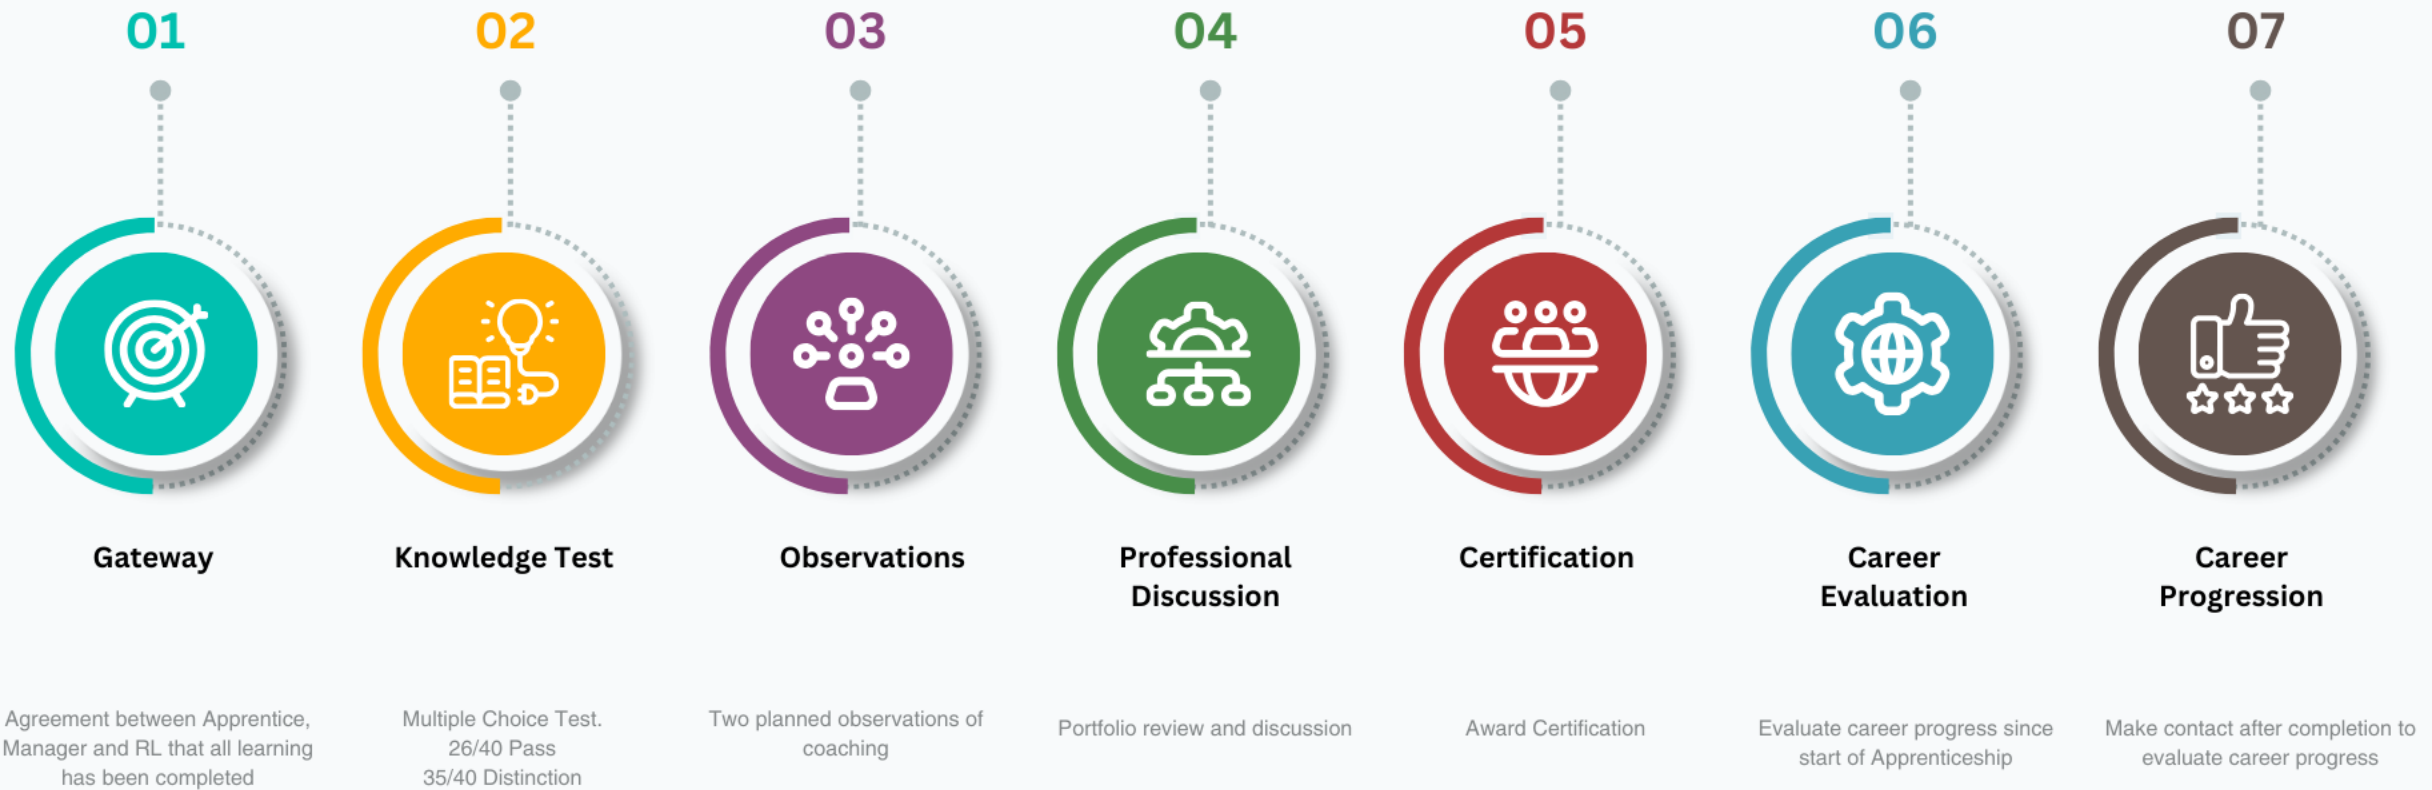 01
02
03
04
05
06
07
Gateway
Knowledge Test
Observations
Professional
Discussion
Certification
Career
Evaluation
Career
Progression
Agreement between Apprentice,
Manager and RL that all learning
has been completed
Multiple Choice Test.
26/40 Pass
35/40 Distinction
Two planned observations of
coaching
Portfolio review and discussion
Award Certification
Evaluate career progress since
start of Apprenticeship
Make contact after completion to
evaluate career progress